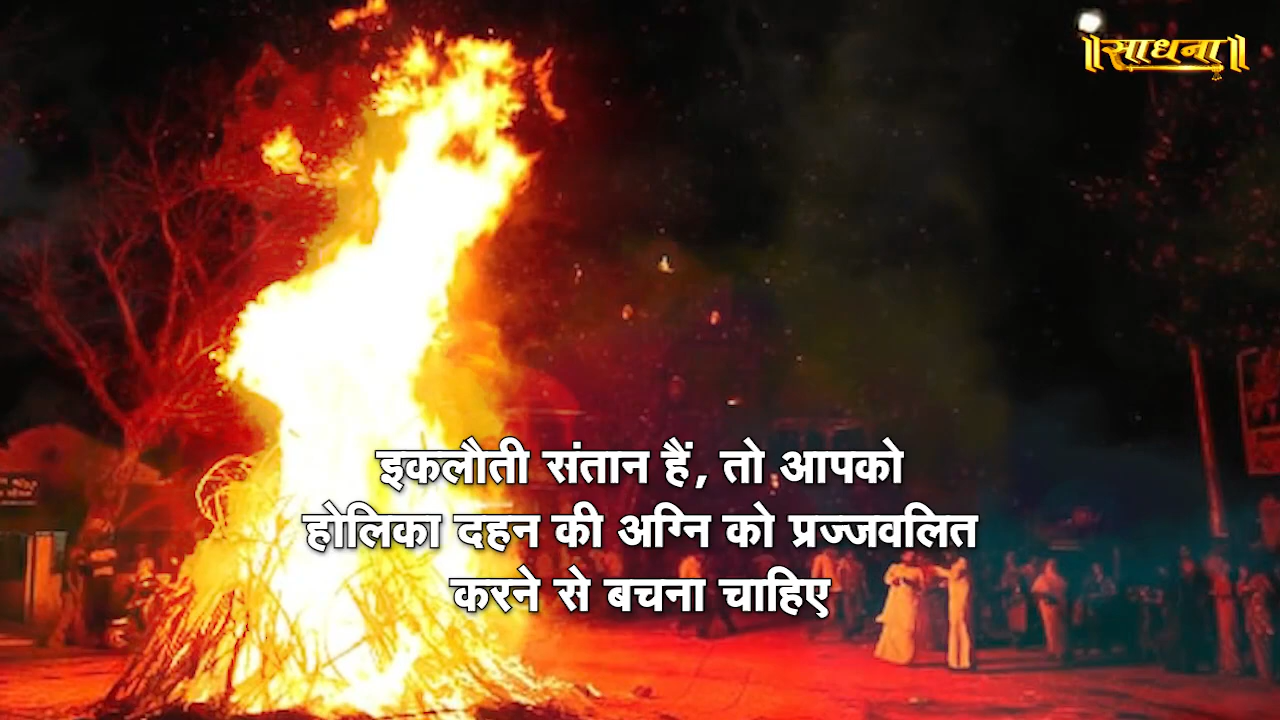 ॥साधना॥
इकलौती संतान हैं, तो आपको
होलिका दहन की अग्नि को प्रज्जवलित
करने से बचना चाहिए